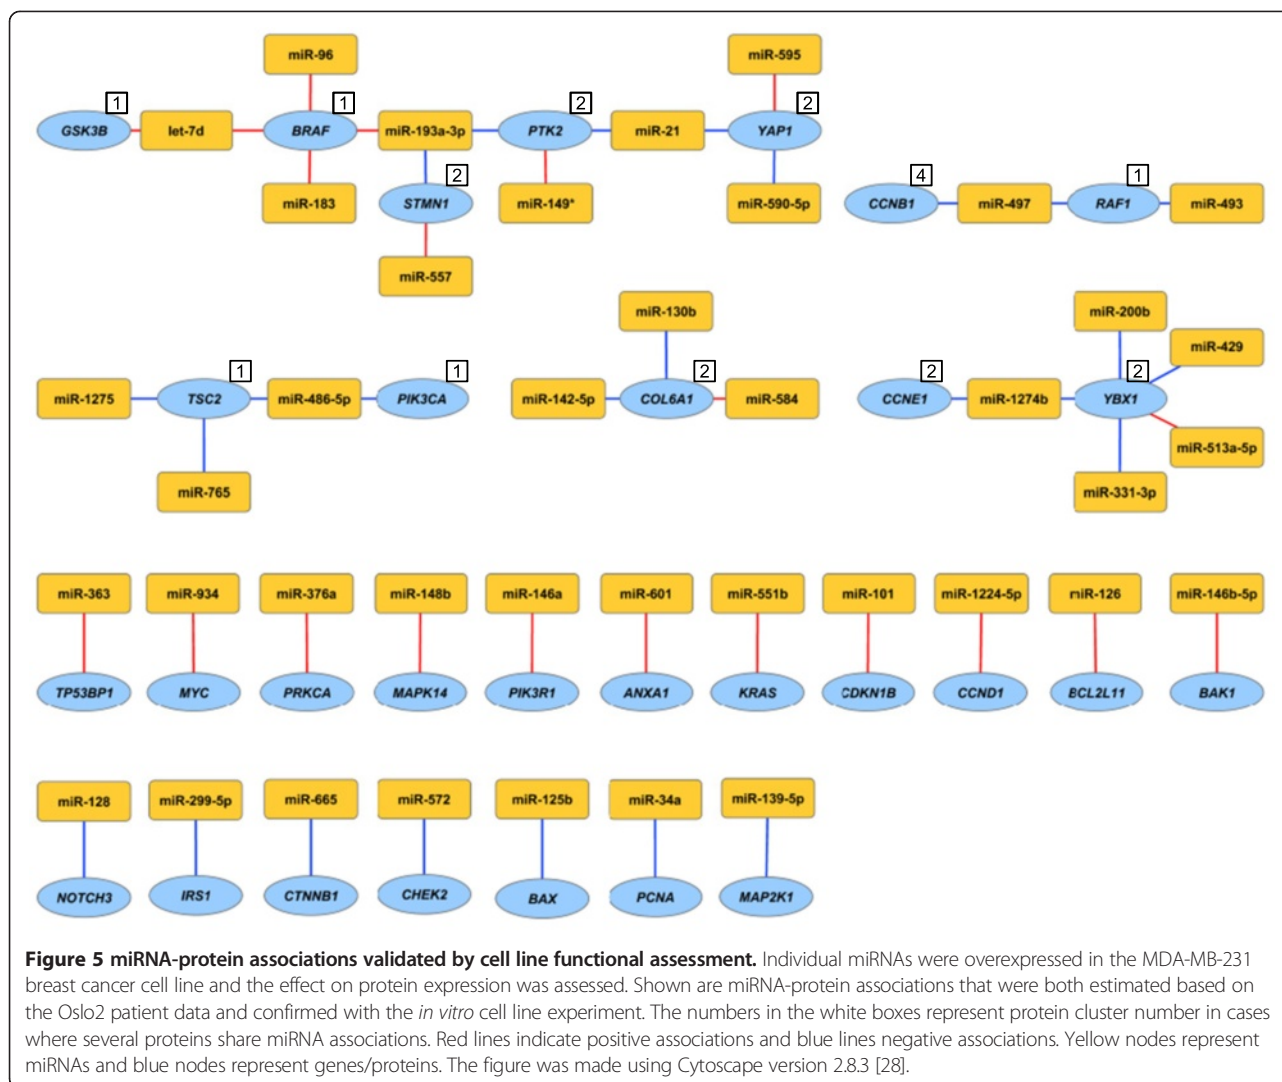 miR-96
miR-595
1
1
2
2
GSK3B
let-7d
BRAF
miR-193a-3p
PTK2
miR-21
YAP1
2
4
1
miR-183
STMN1
miR-149*
miR-590-5p
CCNB1
miR-497
RAF1
miR-493
miR-557
miR-130b
miR-200b
miR-429
1
1
2
2
2
miR-1275
TSC2
miR-486-5p
PIK3CA
miR-142-5p
COL6A1
miR-584
CCNE1
miR-1274b
YBX1
miR-513a-5p
miR-765
miR-331-3p
miR-363
miR-934
miR-376a
miR-148b
miR-146a
miR-601
miR-551b
miR-101
miR-1224-5p
miR-126
miR-146b-5p
TP53BP1
MYC
PRKCA
MAPK14
PIK3R1
ANXA1
KRAS
CDKN1B
CCND1
BCL2L11
BAK1
miR-128
miR-299-5p
miR-665
miR-572
miR-125b
miR-34a
miR-139-5p
NOTCH3
IRS1
CTNNB1
CHEK2
BAX
PCNA
MAP2K1
Figure 5 miRNA-protein associations validated by cell line functional assessment. Individual miRNAs were overexpressed in the MDA-MB-231
breast cancer cell line and the effect on protein expression was assessed. Shown are miRNA-protein associations that were both estimated based on
the Oslo2 patient data and confirmed with the in vitro cell line experiment. The numbers in the white boxes represent protein cluster number in cases
where several proteins share miRNA associations. Red lines indicate positive associations and blue lines negative associations. Yellow nodes represent
miRNAs and blue nodes represent genes/proteins. The figure was made using Cytoscape version 2.8.3 [28].